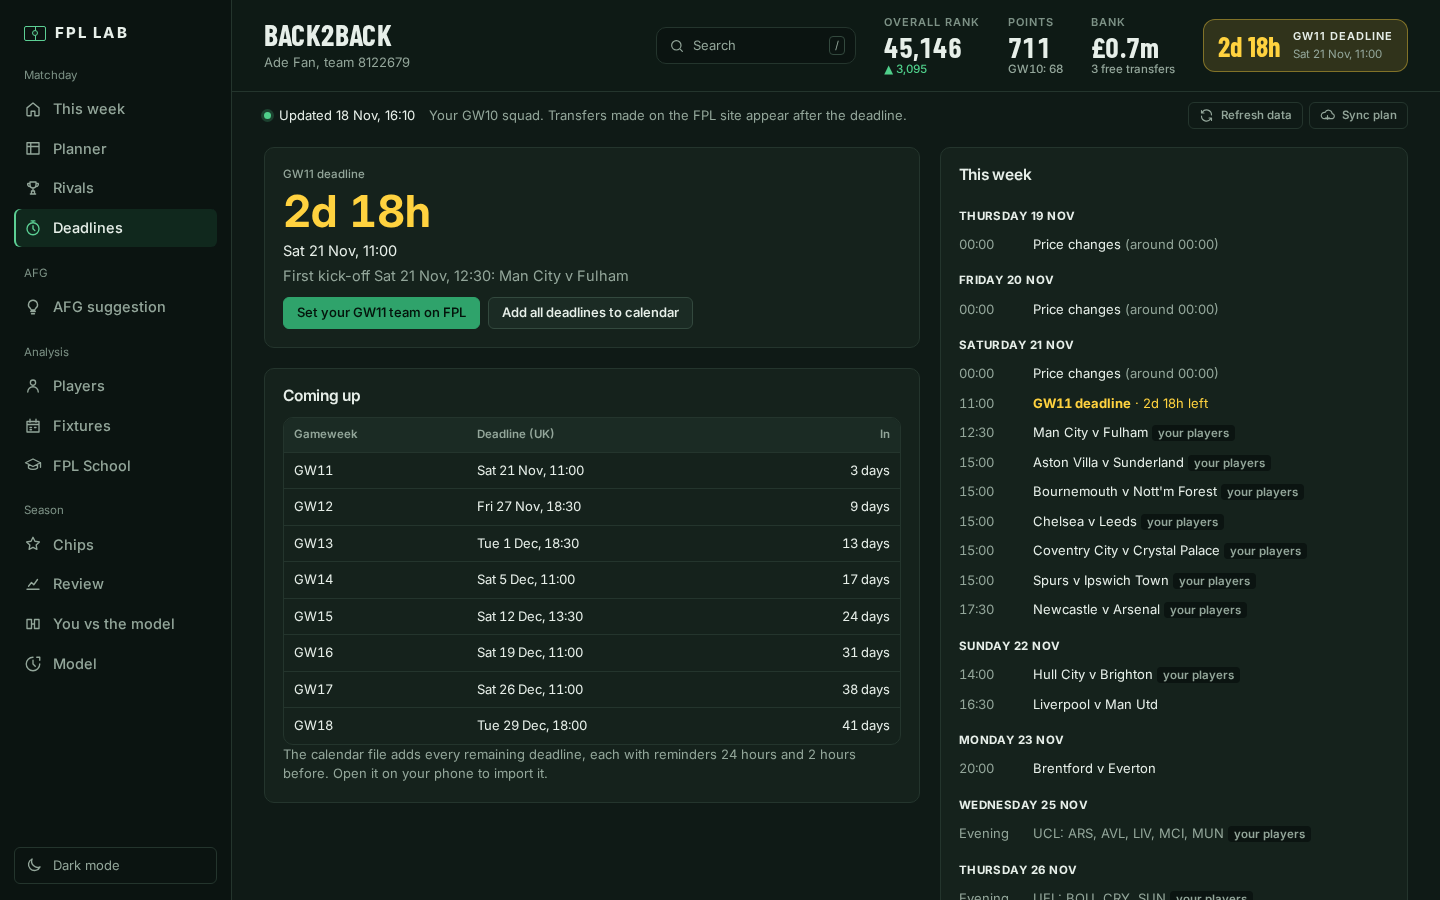 FPL LAB
Matchday
This week
Planner
Rivals
Deadlines
AFG
AFG suggestion
Analysis
Players
Fixtures
FPL School
Season
Chips
Review
You vs the model
Model
Dark mode
BACK2BACK
Ade Fan, team 8122679
Search /
OVERALL RANK
45,146
▲ 3,095
POINTS
711
GW10: 68
BANK
£0.7m
3 free transfers
2d 18h
GW11 DEADLINE
Sat 21 Nov, 11:00
Updated 18 Nov, 16:10 Your GW10 squad. Transfers made on the FPL site appear after the deadline.
Refresh data
Sync plan
GW11 deadline
2d 18h
Sat 21 Nov, 11:00
First kick-off Sat 21 Nov, 12:30: Man City v Fulham
Set your GW11 team on FPL
Add all deadlines to calendar
Coming up
Gameweek Deadline (UK) In
GW11 Sat 21 Nov, 11:00 3 days
GW12 Fri 27 Nov, 18:30 9 days
GW13 Tue 1 Dec, 18:30 13 days
GW14 Sat 5 Dec, 11:00 17 days
GW15 Sat 12 Dec, 13:30 24 days
GW16 Sat 19 Dec, 11:00 31 days
GW17 Sat 26 Dec, 11:00 38 days
GW18 Tue 29 Dec, 18:00 41 days
The calendar file adds every remaining deadline, each with reminders 24 hours and 2 hours
before. Open it on your phone to import it.
This week
THURSDAY 19 NOV
00:00 Price changes (around 00:00)
FRIDAY 20 NOV
00:00 Price changes (around 00:00)
SATURDAY 21 NOV
00:00 Price changes (around 00:00)
11:00 GW11 deadline · 2d 18h left
12:30 Man City v Fulham your players
15:00 Aston Villa v Sunderland your players
15:00 Bournemouth v Nott'm Forest your players
15:00 Chelsea v Leeds your players
15:00 Coventry City v Crystal Palace your players
15:00 Spurs v Ipswich Town your players
17:30 Newcastle v Arsenal your players
SUNDAY 22 NOV
14:00 Hull City v Brighton your players
16:30 Liverpool v Man Utd
MONDAY 23 NOV
20:00 Brentford v Everton
WEDNESDAY 25 NOV
Evening UCL: ARS, AVL, LIV, MCI, MUN your players
THURSDAY 26 NOV
Evening UEL: BOU, CRY, SUN your players